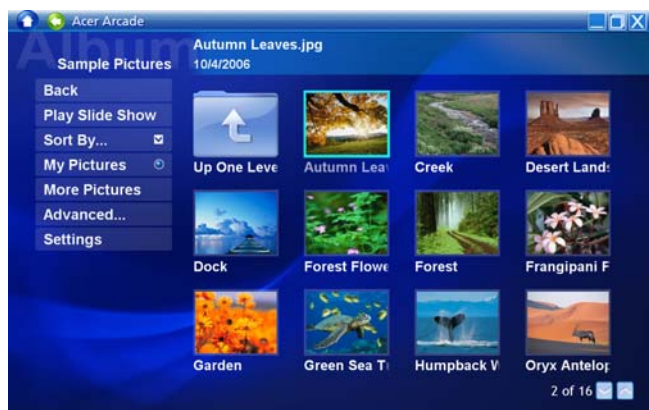 Acer Arcade
Album
Autumn Leaves.jpg
Sample Pictures
10/4/2006
Back
Play Slide Show
Sort By...
My Pictures
More Pictures
Advanced...
Settings
Up One Leve
Autumn Leav
Creek
Desert Lands
Dock
Forest Flowe
Forest
Frangipani F
Garden
Green Sea T
Humpback W
Oryx Antelop
2 of 16